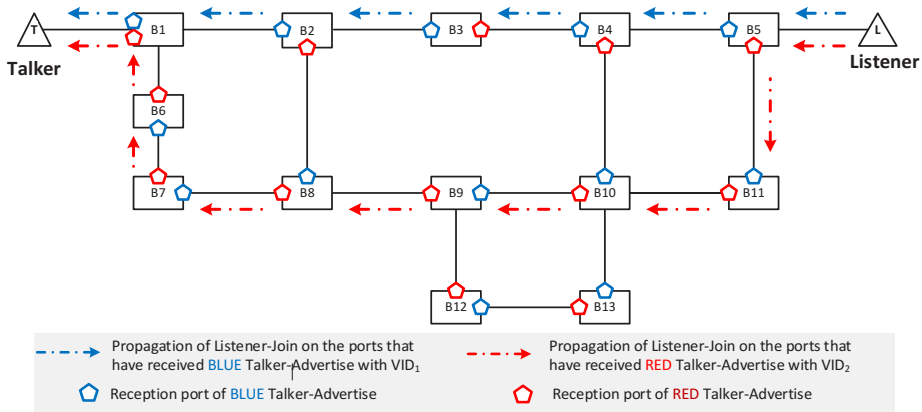 T B1 B2 B3 B4 B5 L
Talker Listener
B6
B7 B8 B9 B10 B11
B12 B13
Propagation of Listener-Join on the ports that
have received BLUE Talker-Advertise with VID1
Reception port of BLUE Talker-Advertise
Propagation of Listener-Join on the ports that
have received RED Talker-Advertise with VID2
Reception port of RED Talker-Advertise